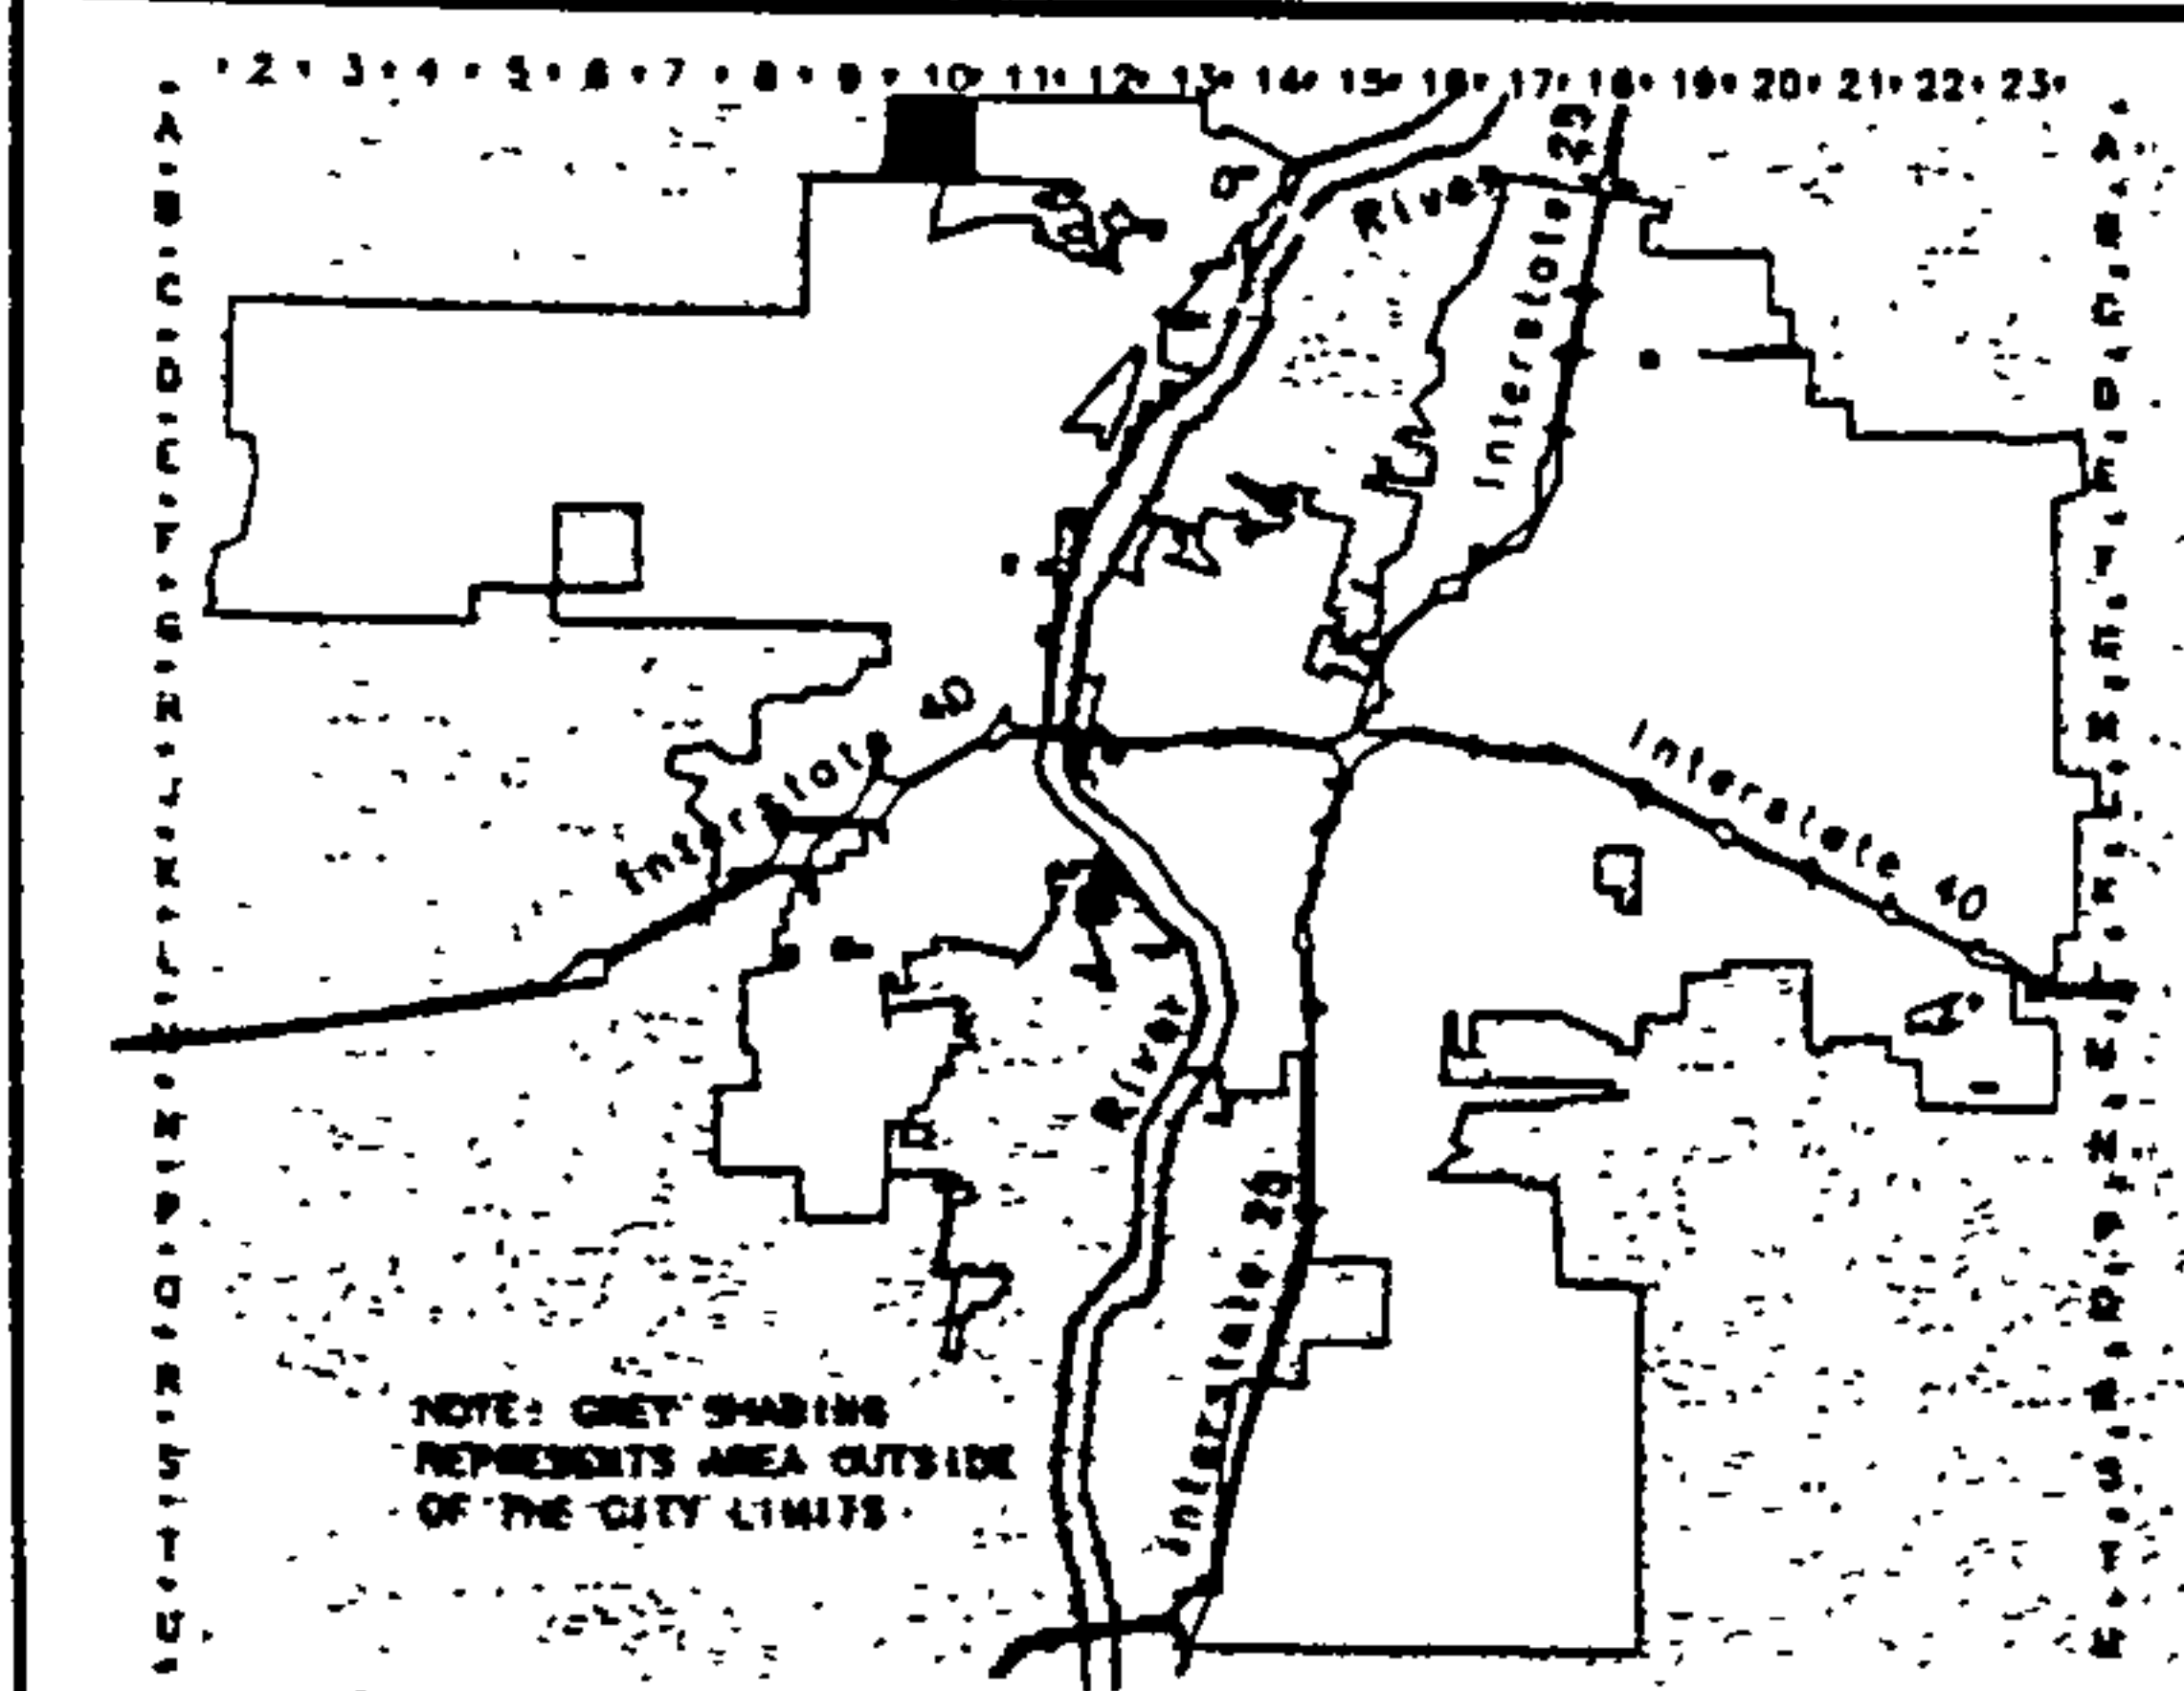 2 3 4 5 6 7 8 9 10 11 12 13 14 15 16 17 18 19 20 21 22 23
A
B
C
D
E
F
G
H
J
K
L
M
N
P
Q
R
S
T
U
River
Interstate 29
Interstate 40
Interstate 40
River
Interstate 29
NOTE: GREY SHADING
REPRESENTS AREA OUTSIDE
OF THE CITY LIMITS
A
B
C
D
E
F
G
H
J
K
L
M
N
P
Q
R
S
T